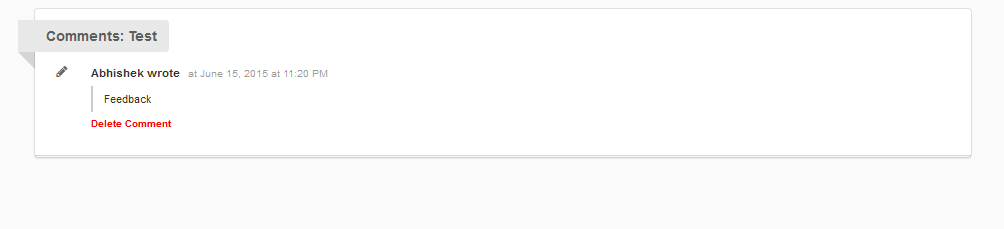 Comments: Test
Abhishek wrote at June 15, 2015 at 11:20 PM
Feedback
Delete Comment